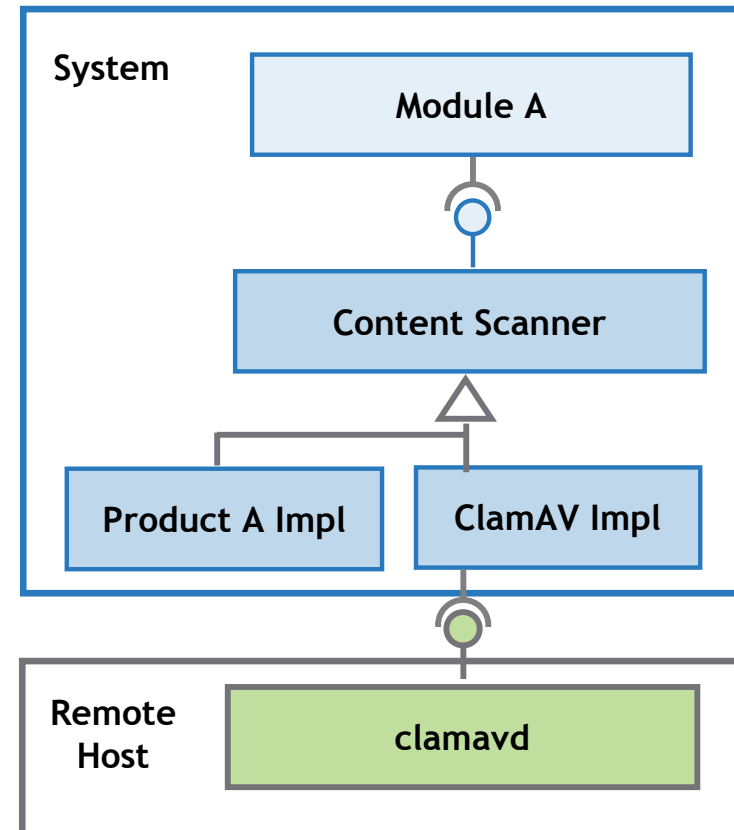 System
Module A
Content Scanner
Product A Impl
ClamAV Impl
Remote
Host
clamavd